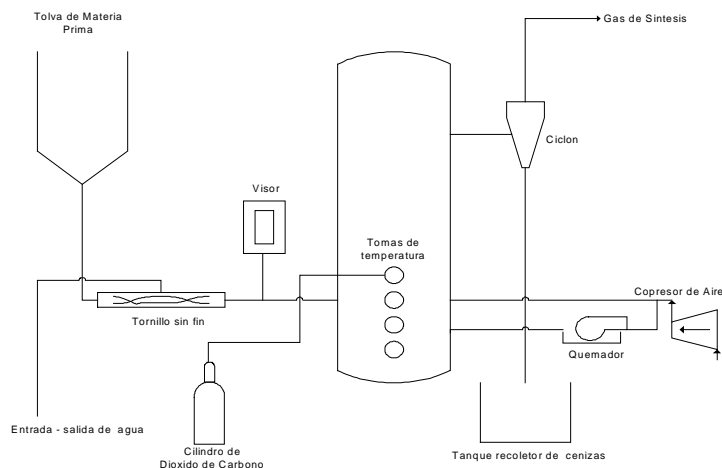 Tolva de Materia
Prima
Gas de Sintesis
Ciclon
Visor
Tomas de
temperatura
Copresor de Aire
Tornillo sin fin
Quemador
Entrada - salida de agua
Cilindro de
Dioxido de Carbono
Tanque recoletor de cenizas